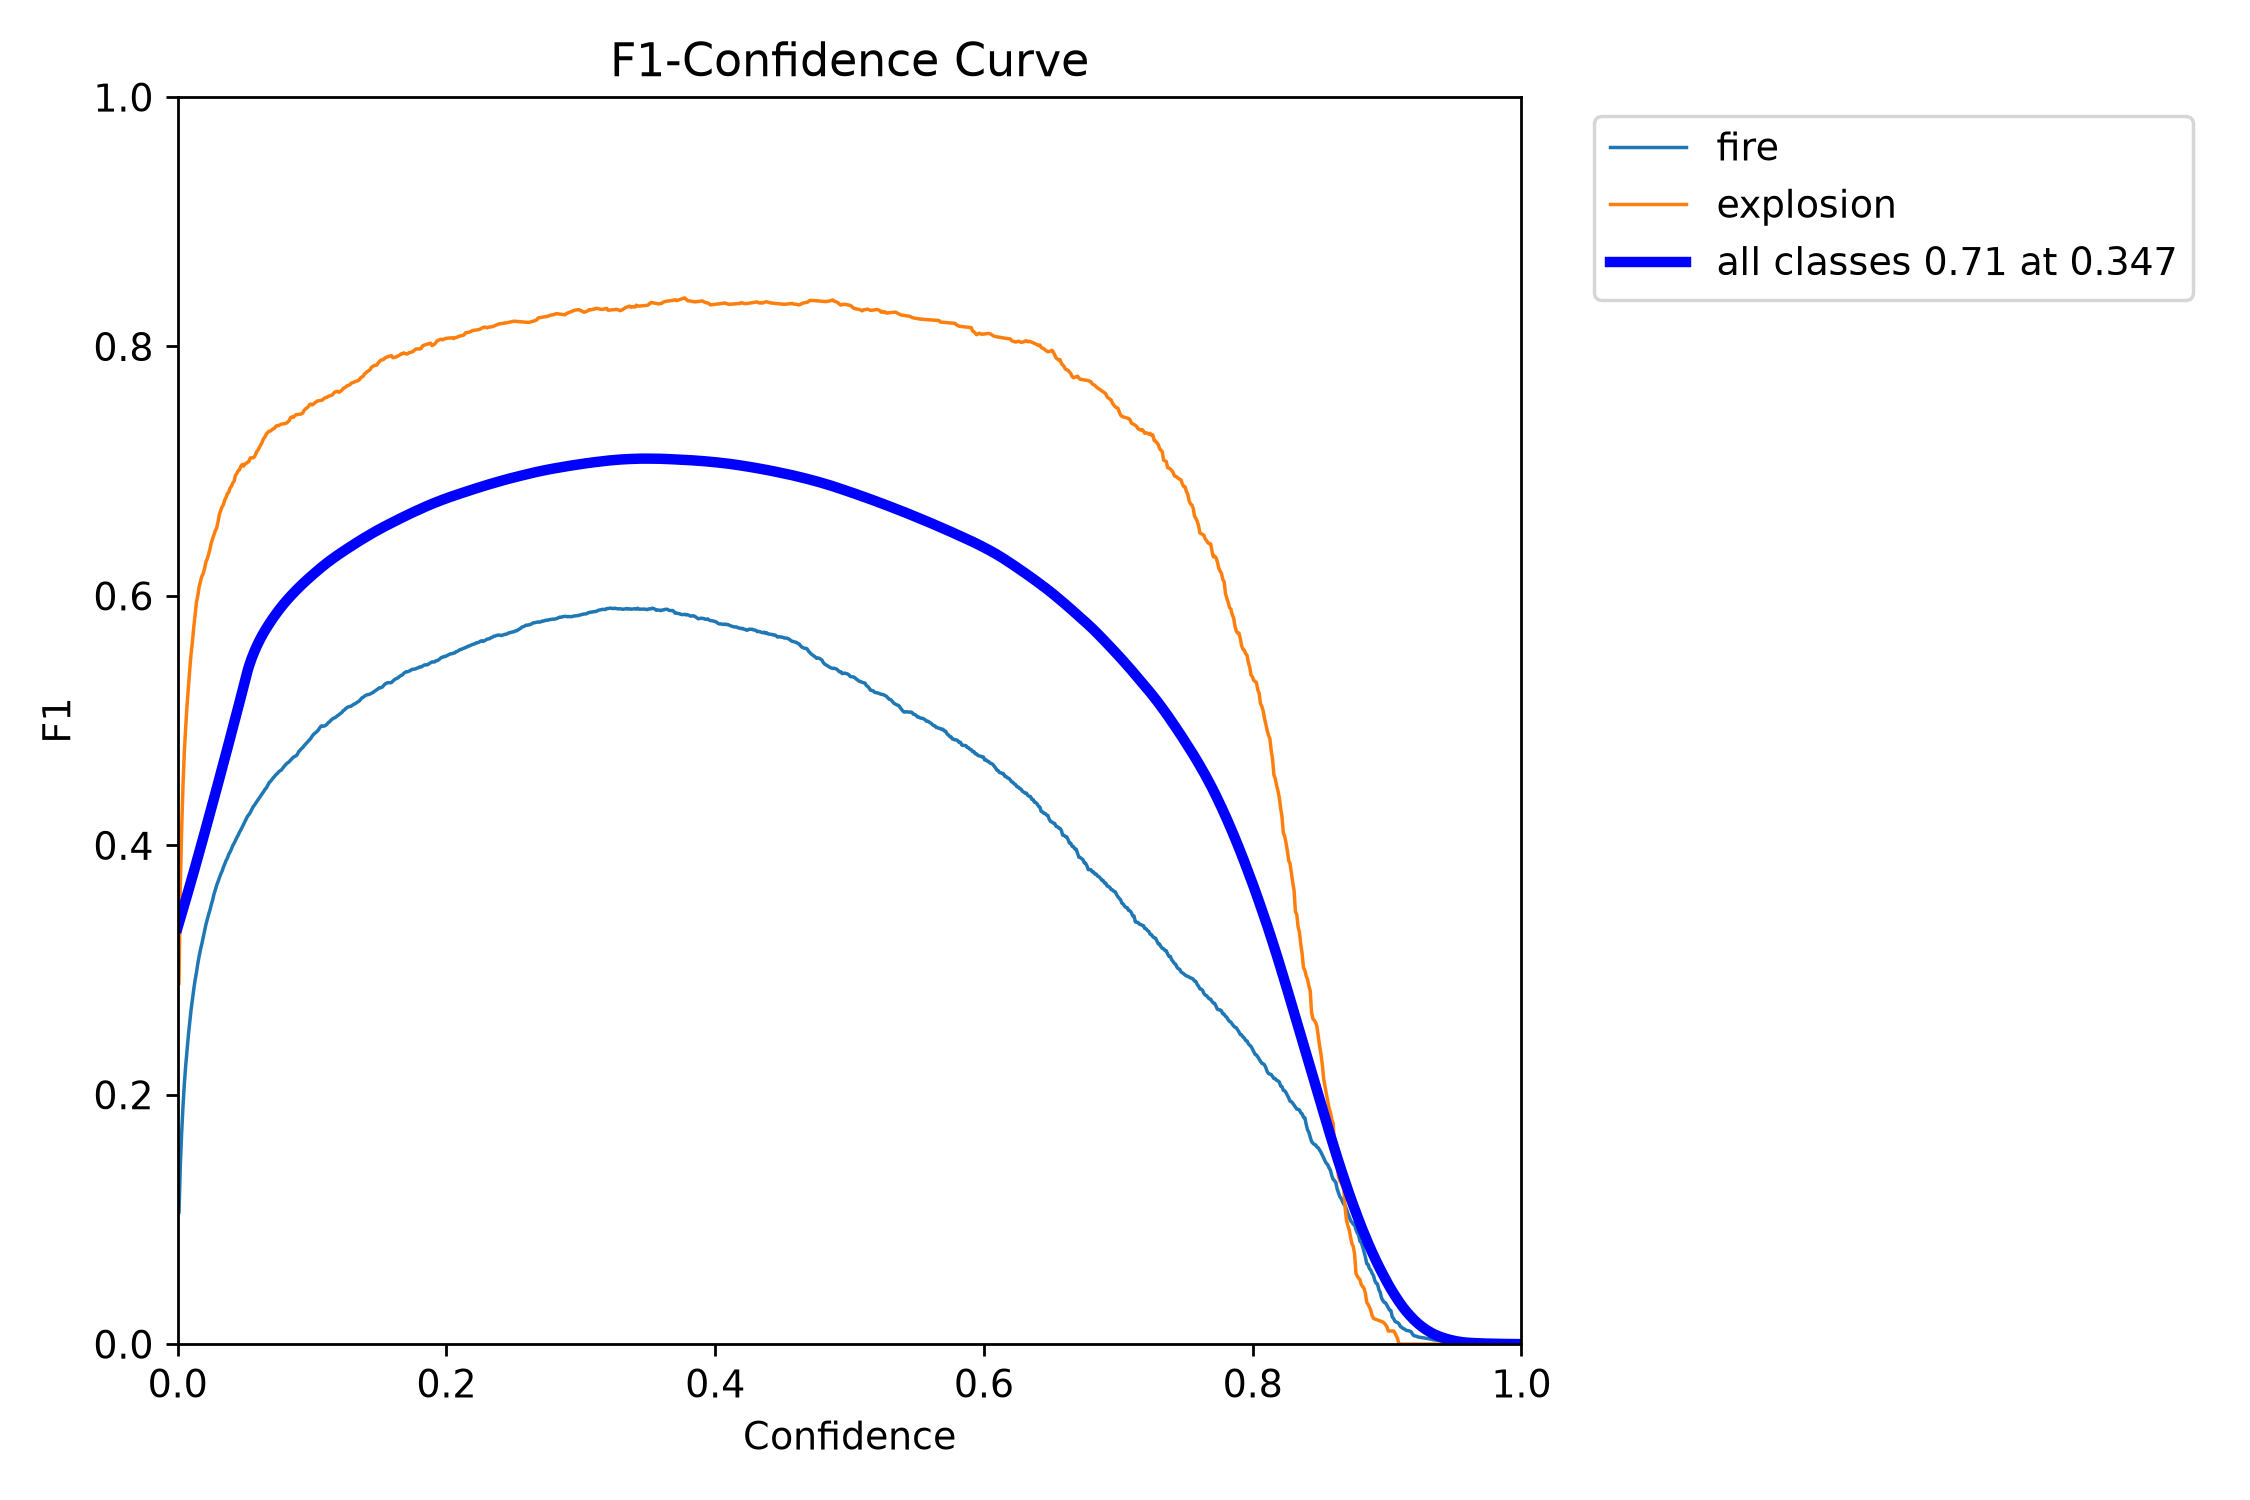 F1-Confidence Curve
fire
explosion
all classes 0.71 at 0.347
1.0
0.8
0.6
0.4
0.2
0.0
F1
0.0 0.2 0.4 0.6 0.8 1.0
Confidence